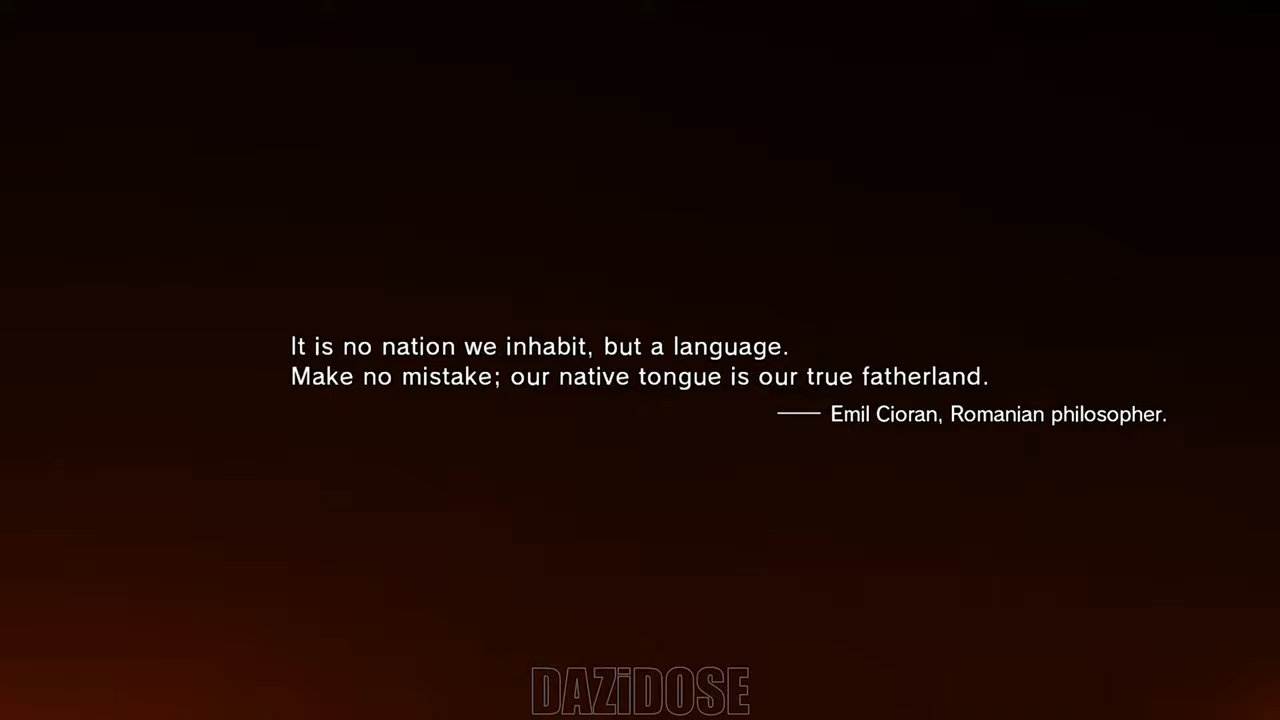 It is no nation we inhabit, but a language.
Make no mistake; our native tongue is our true fatherland.
—— Emil Cioran, Romanian philosopher.
DAZiDOSE